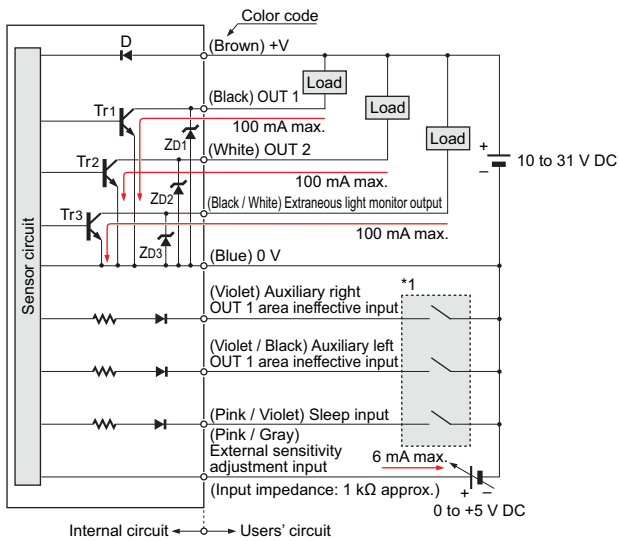 Color code
D
(Brown) +V
Load
(Black) OUT 1
Tr1
Load
100 mA max.
ZD1
Load
(White) OUT 2
+
10 to 31 V DC
−
Tr2
100 mA max.
ZD2
(Black / White) Extraneous light monitor output
Tr3
100 mA max.
ZD3
(Blue) 0 V
Sensor circuit
*1
(Violet) Auxiliary right
OUT 1 area ineffective input
(Violet / Black) Auxiliary left
OUT 1 area ineffective input
(Pink / Violet) Sleep input
(Pink / Gray)
External sensitivity
adjustment input
6 mA max.
(Input impedance: 1 kΩ approx.)
+ −
0 to +5 V DC
Internal circuit
Users' circuit